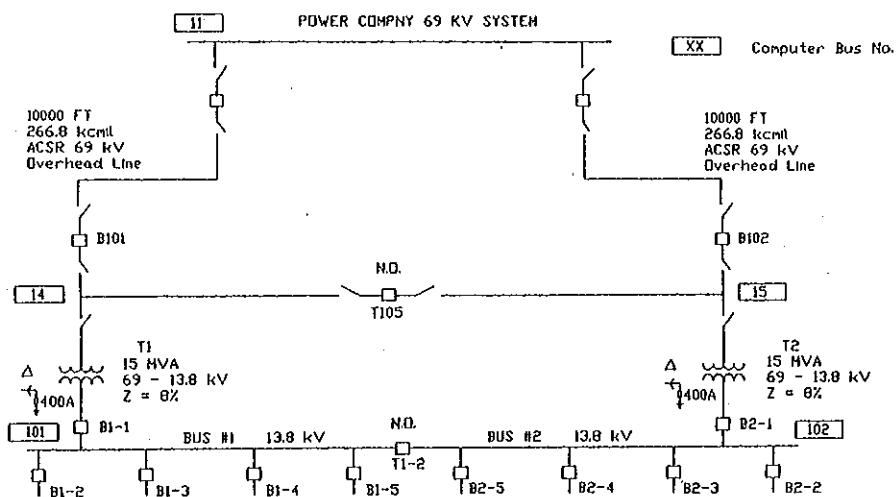 11
POWER COMPNY 69 KV SYSTEM
XX
Computer Bus No.
10000 FT
266.8 kcmil
ACSR 69 kV
Overhead Line
10000 FT
266.8 kcmil
ACSR 69 kV
Overhead Line
B101
B102
N.O.
14
15
T105
T1
15 MVA
69 - 13.8 kV
Z = 8%
Δ
400A
T2
15 MVA
69 - 13.8 kV
Z = 8%
Δ
400A
101
B1-1
BUS #1 13.8 kV
N.O.
T1-2
BUS #2 13.8 kV
B2-1
102
B1-2
B1-3
B1-4
B1-5
B2-5
B2-4
B2-3
B2-2